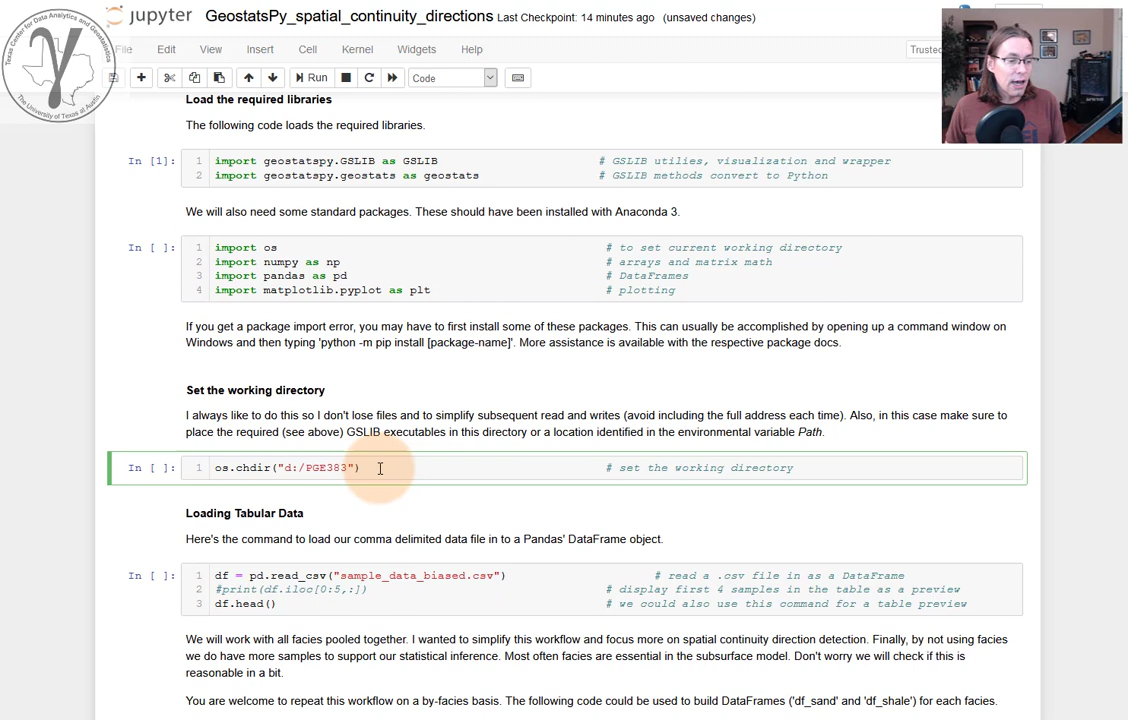 jupyter GeostatsPy_spatial_continuity_directions Last Checkpoint: 14 minutes ago (unsaved changes)
File Edit View Insert Cell Kernel Widgets Help Trusted
Run Code
Texas Center for Data Analytics and Geostatistics
γ
The University of Texas at Austin
Load the required libraries
The following code loads the required libraries.
In [1]: 1 import geostatspy.GSLIB as GSLIB # GSLIB utilies, visualization and wrapper
2 import geostatspy.geostats as geostats # GSLIB methods convert to Python
We will also need some standard packages. These should have been installed with Anaconda 3.
In [ ]: 1 import os # to set current working directory
2 import numpy as np # arrays and matrix math
3 import pandas as pd # DataFrames
4 import matplotlib.pyplot as plt # plotting
If you get a package import error, you may have to first install some of these packages. This can usually be accomplished by opening up a command window on
Windows and then typing 'python -m pip install [package-name]'. More assistance is available with the respective package docs.
Set the working directory
I always like to do this so I don't lose files and to simplify subsequent read and writes (avoid including the full address each time). Also, in this case make sure to
place the required (see above) GSLIB executables in this directory or a location identified in the environmental variable Path.
In [ ]: 1 os.chdir("d:/PGE383") # set the working directory
Loading Tabular Data
Here's the command to load our comma delimited data file in to a Pandas' DataFrame object.
In [ ]: 1 df = pd.read_csv("sample_data_biased.csv") # read a .csv file in as a DataFrame
2 #print(df.iloc[0:5,:]) # display first 4 samples in the table as a preview
3 df.head() # we could also use this command for a table preview
We will work with all facies pooled together. I wanted to simplify this workflow and focus more on spatial continuity direction detection. Finally, by not using facies
we do have more samples to support our statistical inference. Most often facies are essential in the subsurface model. Don't worry we will check if this is
reasonable in a bit.
You are welcome to repeat this workflow on a by-facies basis. The following code could be used to build DataFrames ('df_sand' and 'df_shale') for each facies.